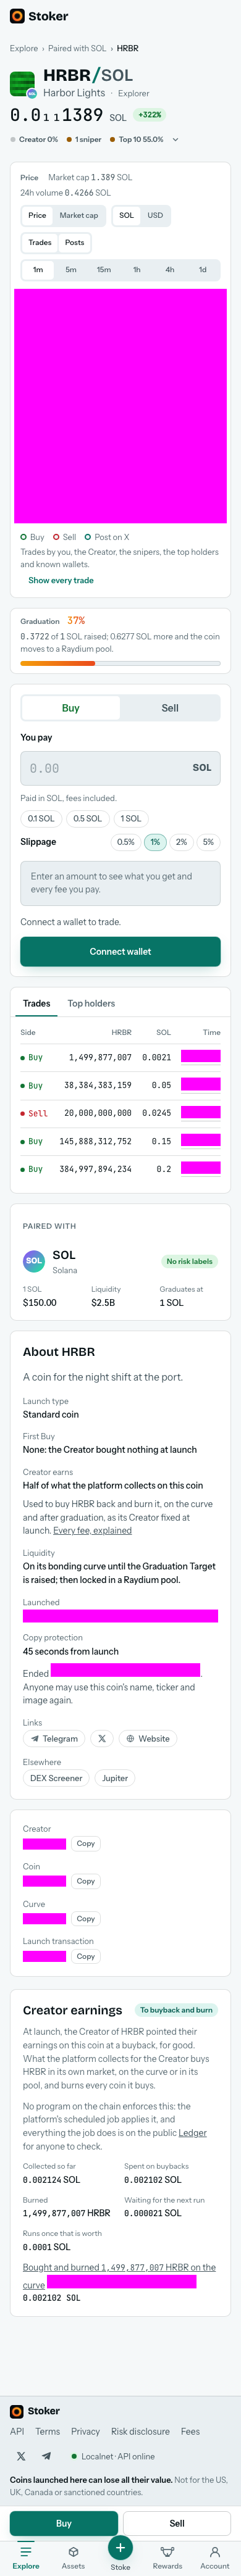 Stoker
Explore › Paired with SOL › HRBR
HRBR/SOL
Harbor Lights · Explorer
0.0₁₁1389 SOL +322%
Creator 0% 1 sniper Top 10 55.0%
Price Market cap 1.389 SOL
24h volume 0.4266 SOL
Price Market cap SOL USD
Trades Posts
1m 5m 15m 1h 4h 1d
Buy Sell Post on X
Trades by you, the Creator, the snipers, the top holders
and known wallets.
Show every trade
Graduation 37%
0.3722 of 1 SOL raised; 0.6277 SOL more and the coin
moves to a Raydium pool.
Buy Sell
You pay
0.00 SOL
Paid in SOL, fees included.
0.1 SOL 0.5 SOL 1 SOL
Slippage 0.5% 1% 2% 5%
Enter an amount to see what you get and
every fee you pay.
Connect a wallet to trade.
Connect wallet
Trades Top holders
Side HRBR SOL Time
Buy 1,499,877,007 0.0021
Buy 38,384,383,159 0.05
Sell 20,000,000,000 0.0245
Buy 145,888,312,752 0.15
Buy 384,997,894,234 0.2
PAIRED WITH
SOL SOL No risk labels
Solana
1 SOL Liquidity Graduates at
$150.00 $2.5B 1 SOL
About HRBR
A coin for the night shift at the port.
Launch type
Standard coin
First Buy
None: the Creator bought nothing at launch
Creator earns
Half of what the platform collects on this coin
Used to buy HRBR back and burn it, on the curve
and after graduation, as its Creator fixed at
launch. Every fee, explained
Liquidity
On its bonding curve until the Graduation Target
is raised; then locked in a Raydium pool.
Launched
Copy protection
45 seconds from launch
Ended .
Anyone may use this coin's name, ticker and
image again.
Links
Telegram X Website
Elsewhere
DEX Screener Jupiter
Creator
Copy
Coin
Copy
Curve
Copy
Launch transaction
Copy
Creator earnings To buyback and burn
At launch, the Creator of HRBR pointed their
earnings on this coin at a buyback, for good.
What the platform collects for the Creator buys
HRBR in its own market, on the curve or in its
pool, and burns every coin it buys.
No program on the chain enforces this: the
platform's scheduled job applies it, and
everything the job does is on the public Ledger
for anyone to check.
Collected so far Spent on buybacks
0.002124 SOL 0.002102 SOL
Burned Waiting for the next run
1,499,877,007 HRBR 0.000021 SOL
Runs once that is worth
0.0001 SOL
Bought and burned 1,499,877,007 HRBR on the
curve
0.002102 SOL
Stoker
API Terms Privacy Risk disclosure Fees
Localnet · API online
Coins launched here can lose all their value. Not for the US,
UK, Canada or sanctioned countries.
Buy Sell
Explore Assets Stoke Rewards Account